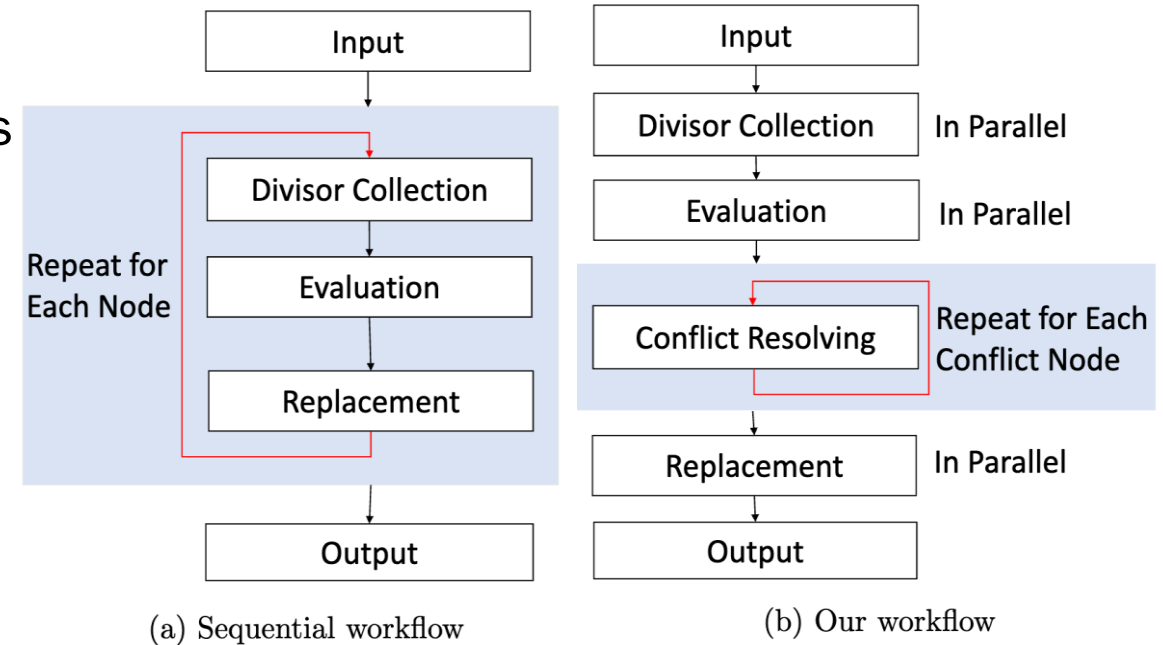 s
Input
Divisor Collection
Evaluation
Replacement
Repeat for
Each Node
Output
(a) Sequential workflow
Input
Divisor Collection
In Parallel
Evaluation
In Parallel
Conflict Resolving
Repeat for Each
Conflict Node
Replacement
In Parallel
Output
(b) Our workflow